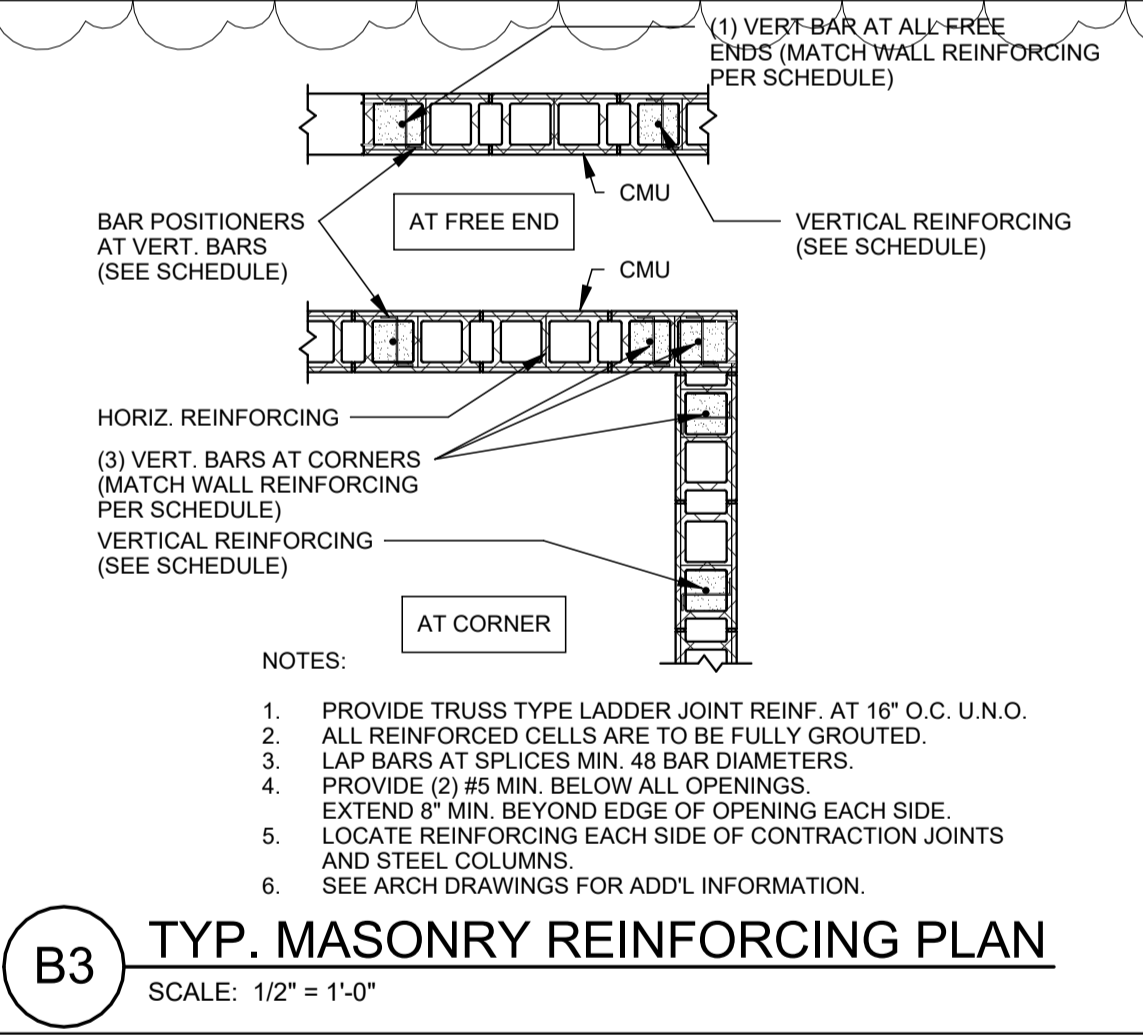 (1) VERT BAR AT ALL FREE
ENDS (MATCH WALL REINFORCING
PER SCHEDULE)
CMU
BAR POSITIONERS
AT VERT. BARS
(SEE SCHEDULE)
AT FREE END
VERTICAL REINFORCING
(SEE SCHEDULE)
CMU
HORIZ. REINFORCING
(3) VERT. BARS AT CORNERS
(MATCH WALL REINFORCING
PER SCHEDULE)
VERTICAL REINFORCING
(SEE SCHEDULE)
AT CORNER
NOTES:
1. PROVIDE TRUSS TYPE LADDER JOINT REINF. AT 16" O.C. U.N.O.
2. ALL REINFORCED CELLS ARE TO BE FULLY GROUTED.
3. LAP BARS AT SPLICES MIN. 48 BAR DIAMETERS.
4. PROVIDE (2) #5 MIN. BELOW ALL OPENINGS.
EXTEND 8" MIN. BEYOND EDGE OF OPENING EACH SIDE.
5. LOCATE REINFORCING EACH SIDE OF CONTRACTION JOINTS
AND STEEL COLUMNS.
6. SEE ARCH DRAWINGS FOR ADD'L INFORMATION.
B3
TYP. MASONRY REINFORCING PLAN
SCALE: 1/2" = 1'-0"